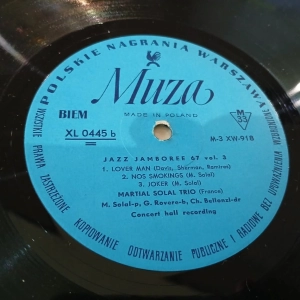 POLSKIE NAGRANIA WARSZAWA
Muza
MADE IN POLAND
BIEM
XL 0445 b
M 33
M-3 XW-918
JAZZ JAMBOREE 67 vol. 3
1. LOVER MAN (Davis, Sherman, Ramirez)
2. NOS SMOKINGS (M. Solal)
3. JOKER (M. Solal)
MARTIAL SOLAL TRIO (France)
M. Solal-p, G. Rovere-b, Ch. Bellonzi-dr
Concert hall recording
WSZYSTKIE PRAWA ZASTRZEŻONE. KOPIOWANIE ODTWARZANIE PUBLICZNE I RADIOWE BEZ